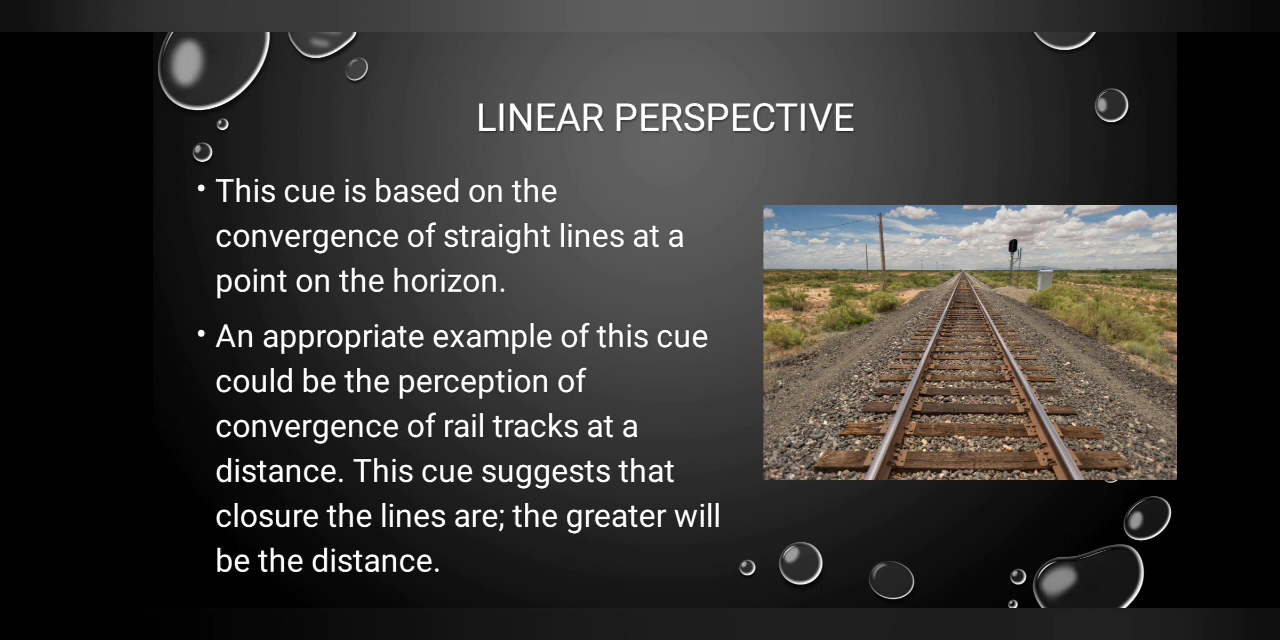 LINEAR PERSPECTIVE
• This cue is based on the
convergence of straight lines at a
point on the horizon.
• An appropriate example of this cue
could be the perception of
convergence of rail tracks at a
distance. This cue suggests that
closure the lines are; the greater will
be the distance.